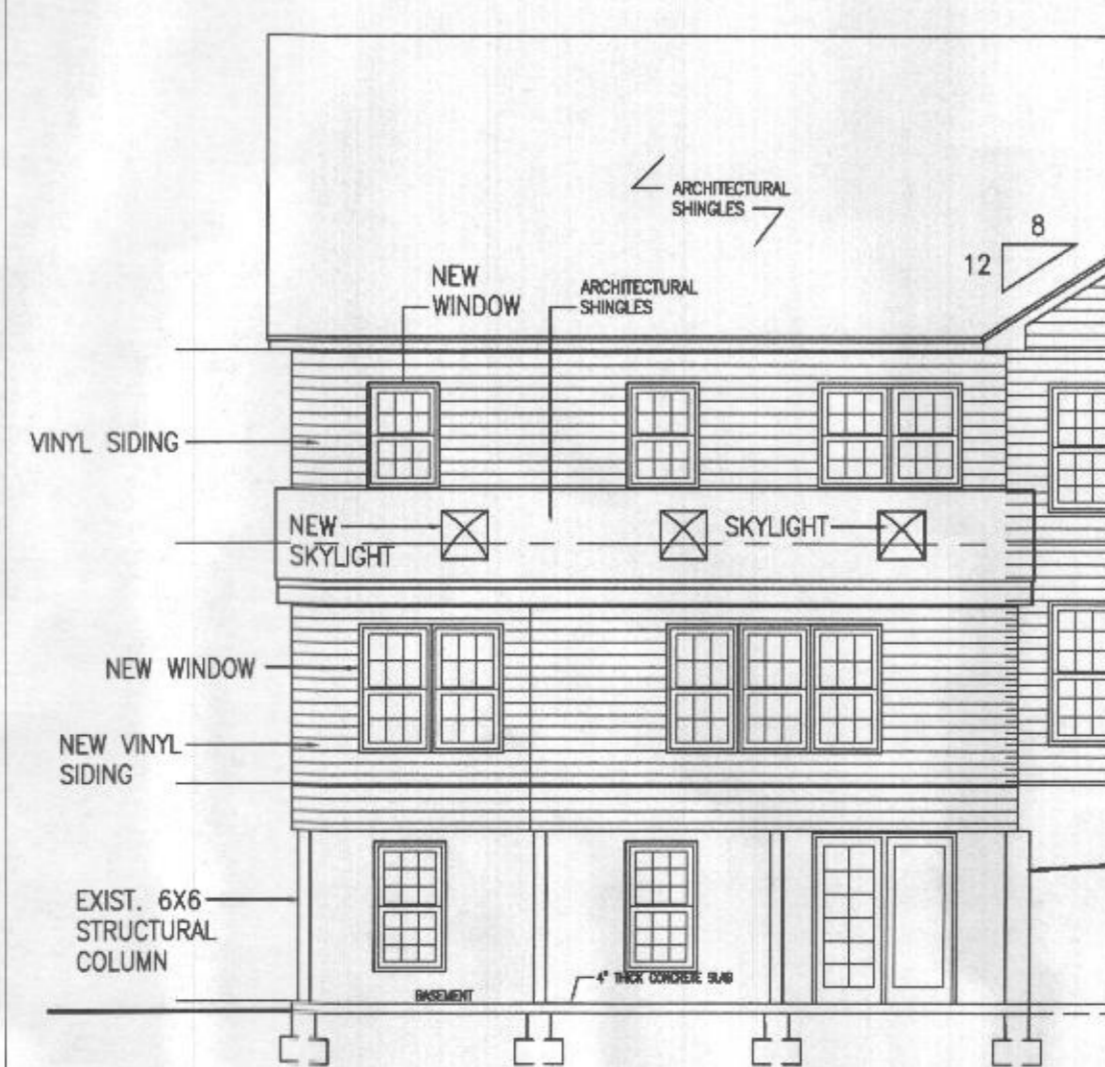 ARCHITECTURAL
SHINGLES
8
12
NEW
WINDOW
ARCHITECTURAL
SHINGLES
VINYL SIDING
NEW
SKYLIGHT
SKYLIGHT
NEW WINDOW
NEW VINYL
SIDING
EXIST. 6X6
STRUCTURAL
COLUMN
BASEMENT
4" THICK CONCRETE SLAB